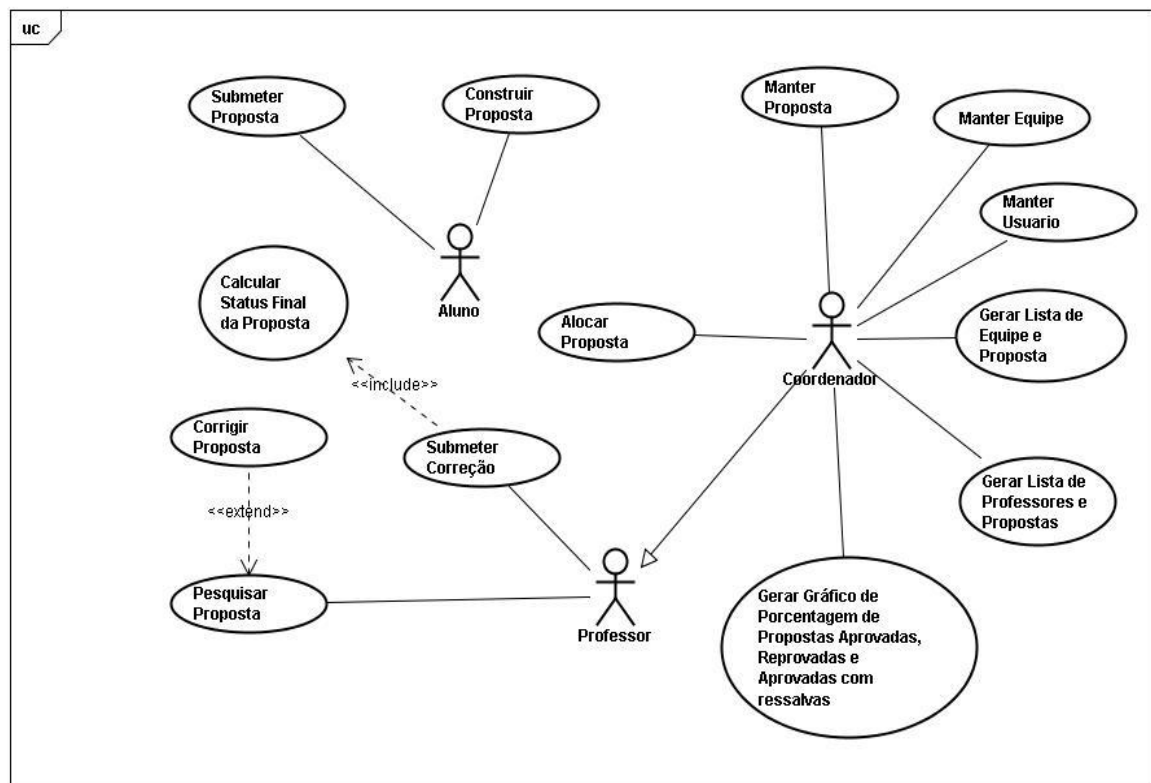 uc
Submeter
Proposta
Construir
Proposta
Manter
Proposta
Manter Equipe
Manter
Usuario
Calcular
Status Final
da Proposta
Aluno
Alocar
Proposta
Coordenador
Gerar Lista de
Equipe e
Proposta
<<include>>
Corrigir
Proposta
Submeter
Correção
Gerar Lista de
Professores e
Propostas
<<extend>>
Pesquisar
Proposta
Professor
Gerar Gráfico de
Porcentagem de
Propostas Aprovadas,
Reprovadas e
Aprovadas com
ressalvas